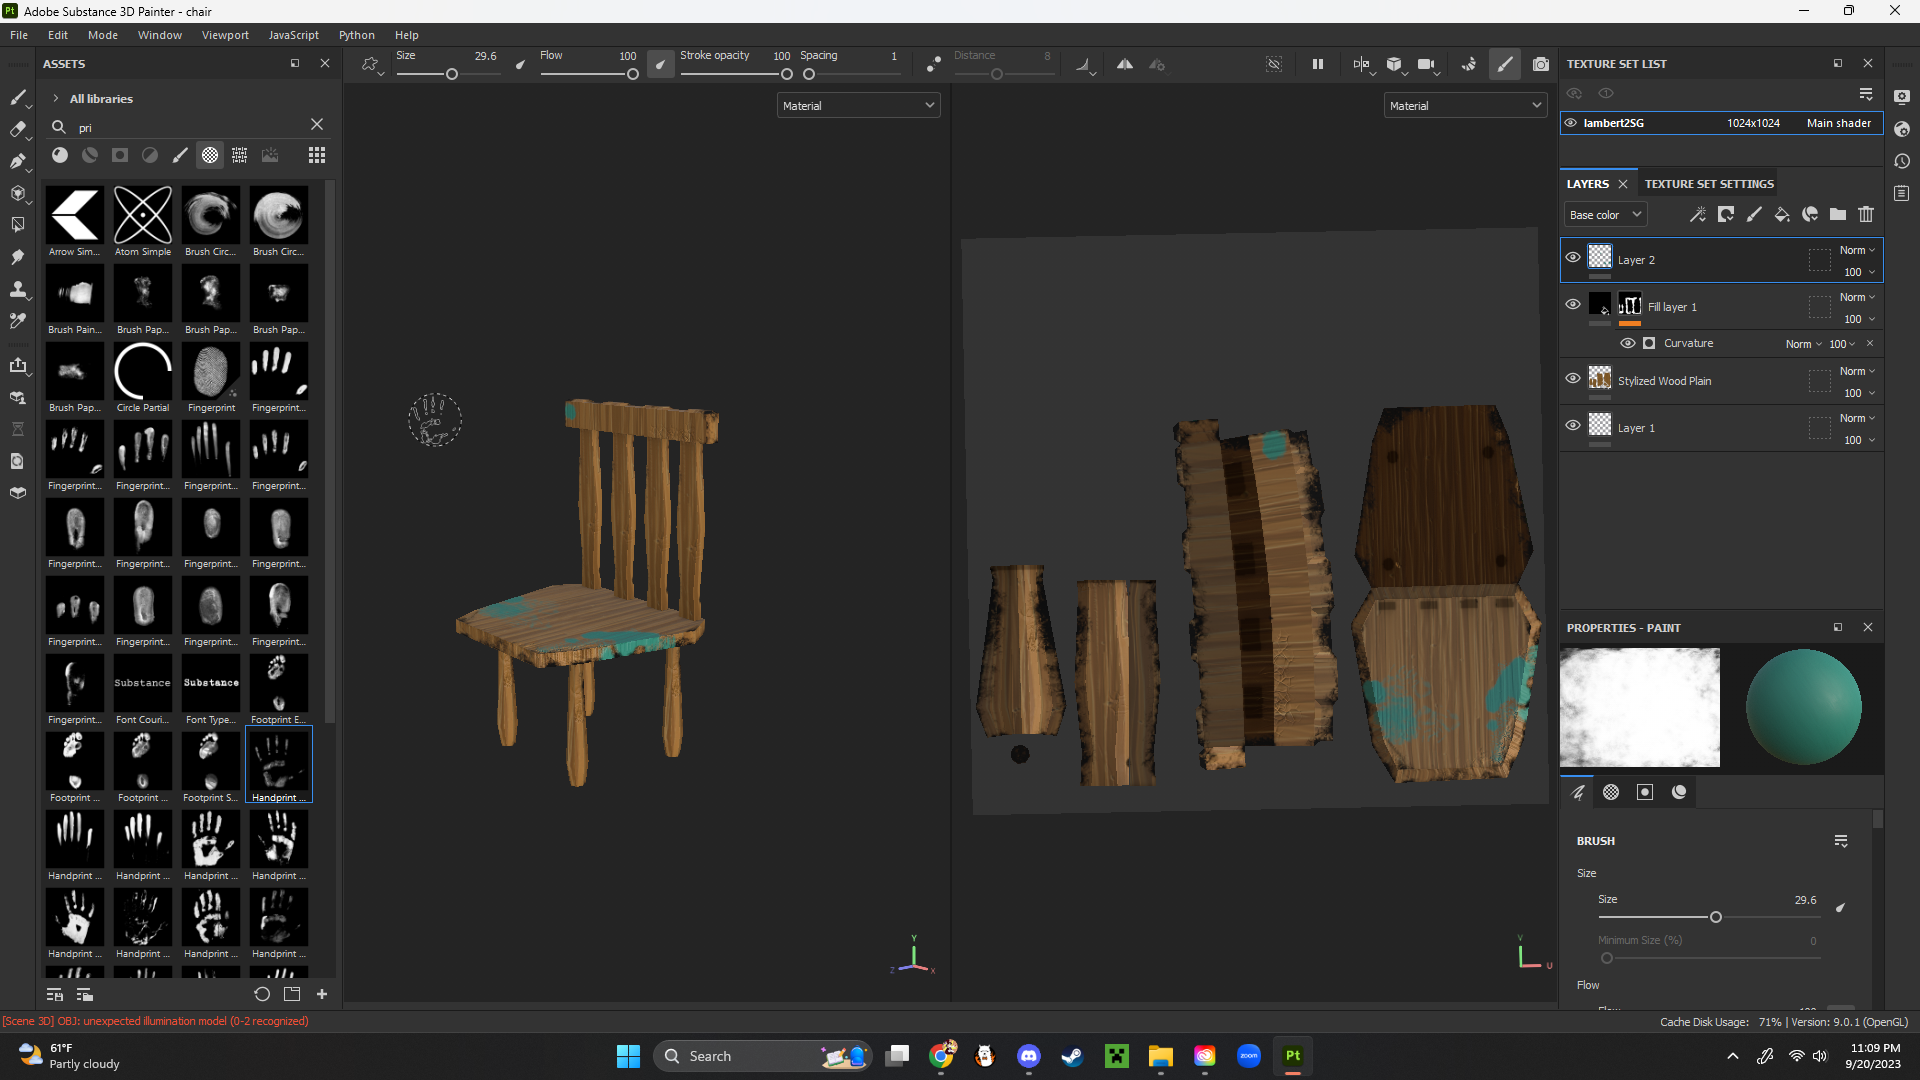 Pt Adobe Substance 3D Painter - chair
File Edit Mode Window Viewport JavaScript Python Help
Size 29.6 Flow 100 Stroke opacity 100 Spacing 1 Distance 8
ASSETS
All libraries
pri
Arrow Sim... Atom Simple Brush Circ... Brush Circ...
Brush Pain... Brush Pap... Brush Pap... Brush Pap...
Brush Pap... Circle Partial Fingerprint Fingerprint...
Fingerprint... Fingerprint... Fingerprint... Fingerprint...
Fingerprint... Fingerprint... Fingerprint... Fingerprint...
Fingerprint... Fingerprint... Fingerprint... Fingerprint...
Substance Substance
Fingerprint... Font Couri... Font Type... Footprint E...
Footprint ... Footprint ... Footprint S... Handprint ...
Handprint ... Handprint ... Handprint ... Handprint ...
Handprint ... Handprint ... Handprint ... Handprint ...
Material
Y
Z X
Material
Y
U
TEXTURE SET LIST
lambert2SG 1024x1024 Main shader
LAYERS TEXTURE SET SETTINGS
Base color
Layer 2 Norm
100
Fill layer 1 Norm
100
Curvature Norm 100
Stylized Wood Plain Norm
100
Layer 1 Norm
100
PROPERTIES - PAINT
BRUSH
Size
Size 29.6
Minimum Size (%) 0
Flow
[Scene 3D] OBJ: unexpected illumination model (0-2 recognized)
Cache Disk Usage: 71% | Version: 9.0.1 (OpenGL)
61°F
Partly cloudy
Search
zoom
Pt
11:09 PM
9/20/2023